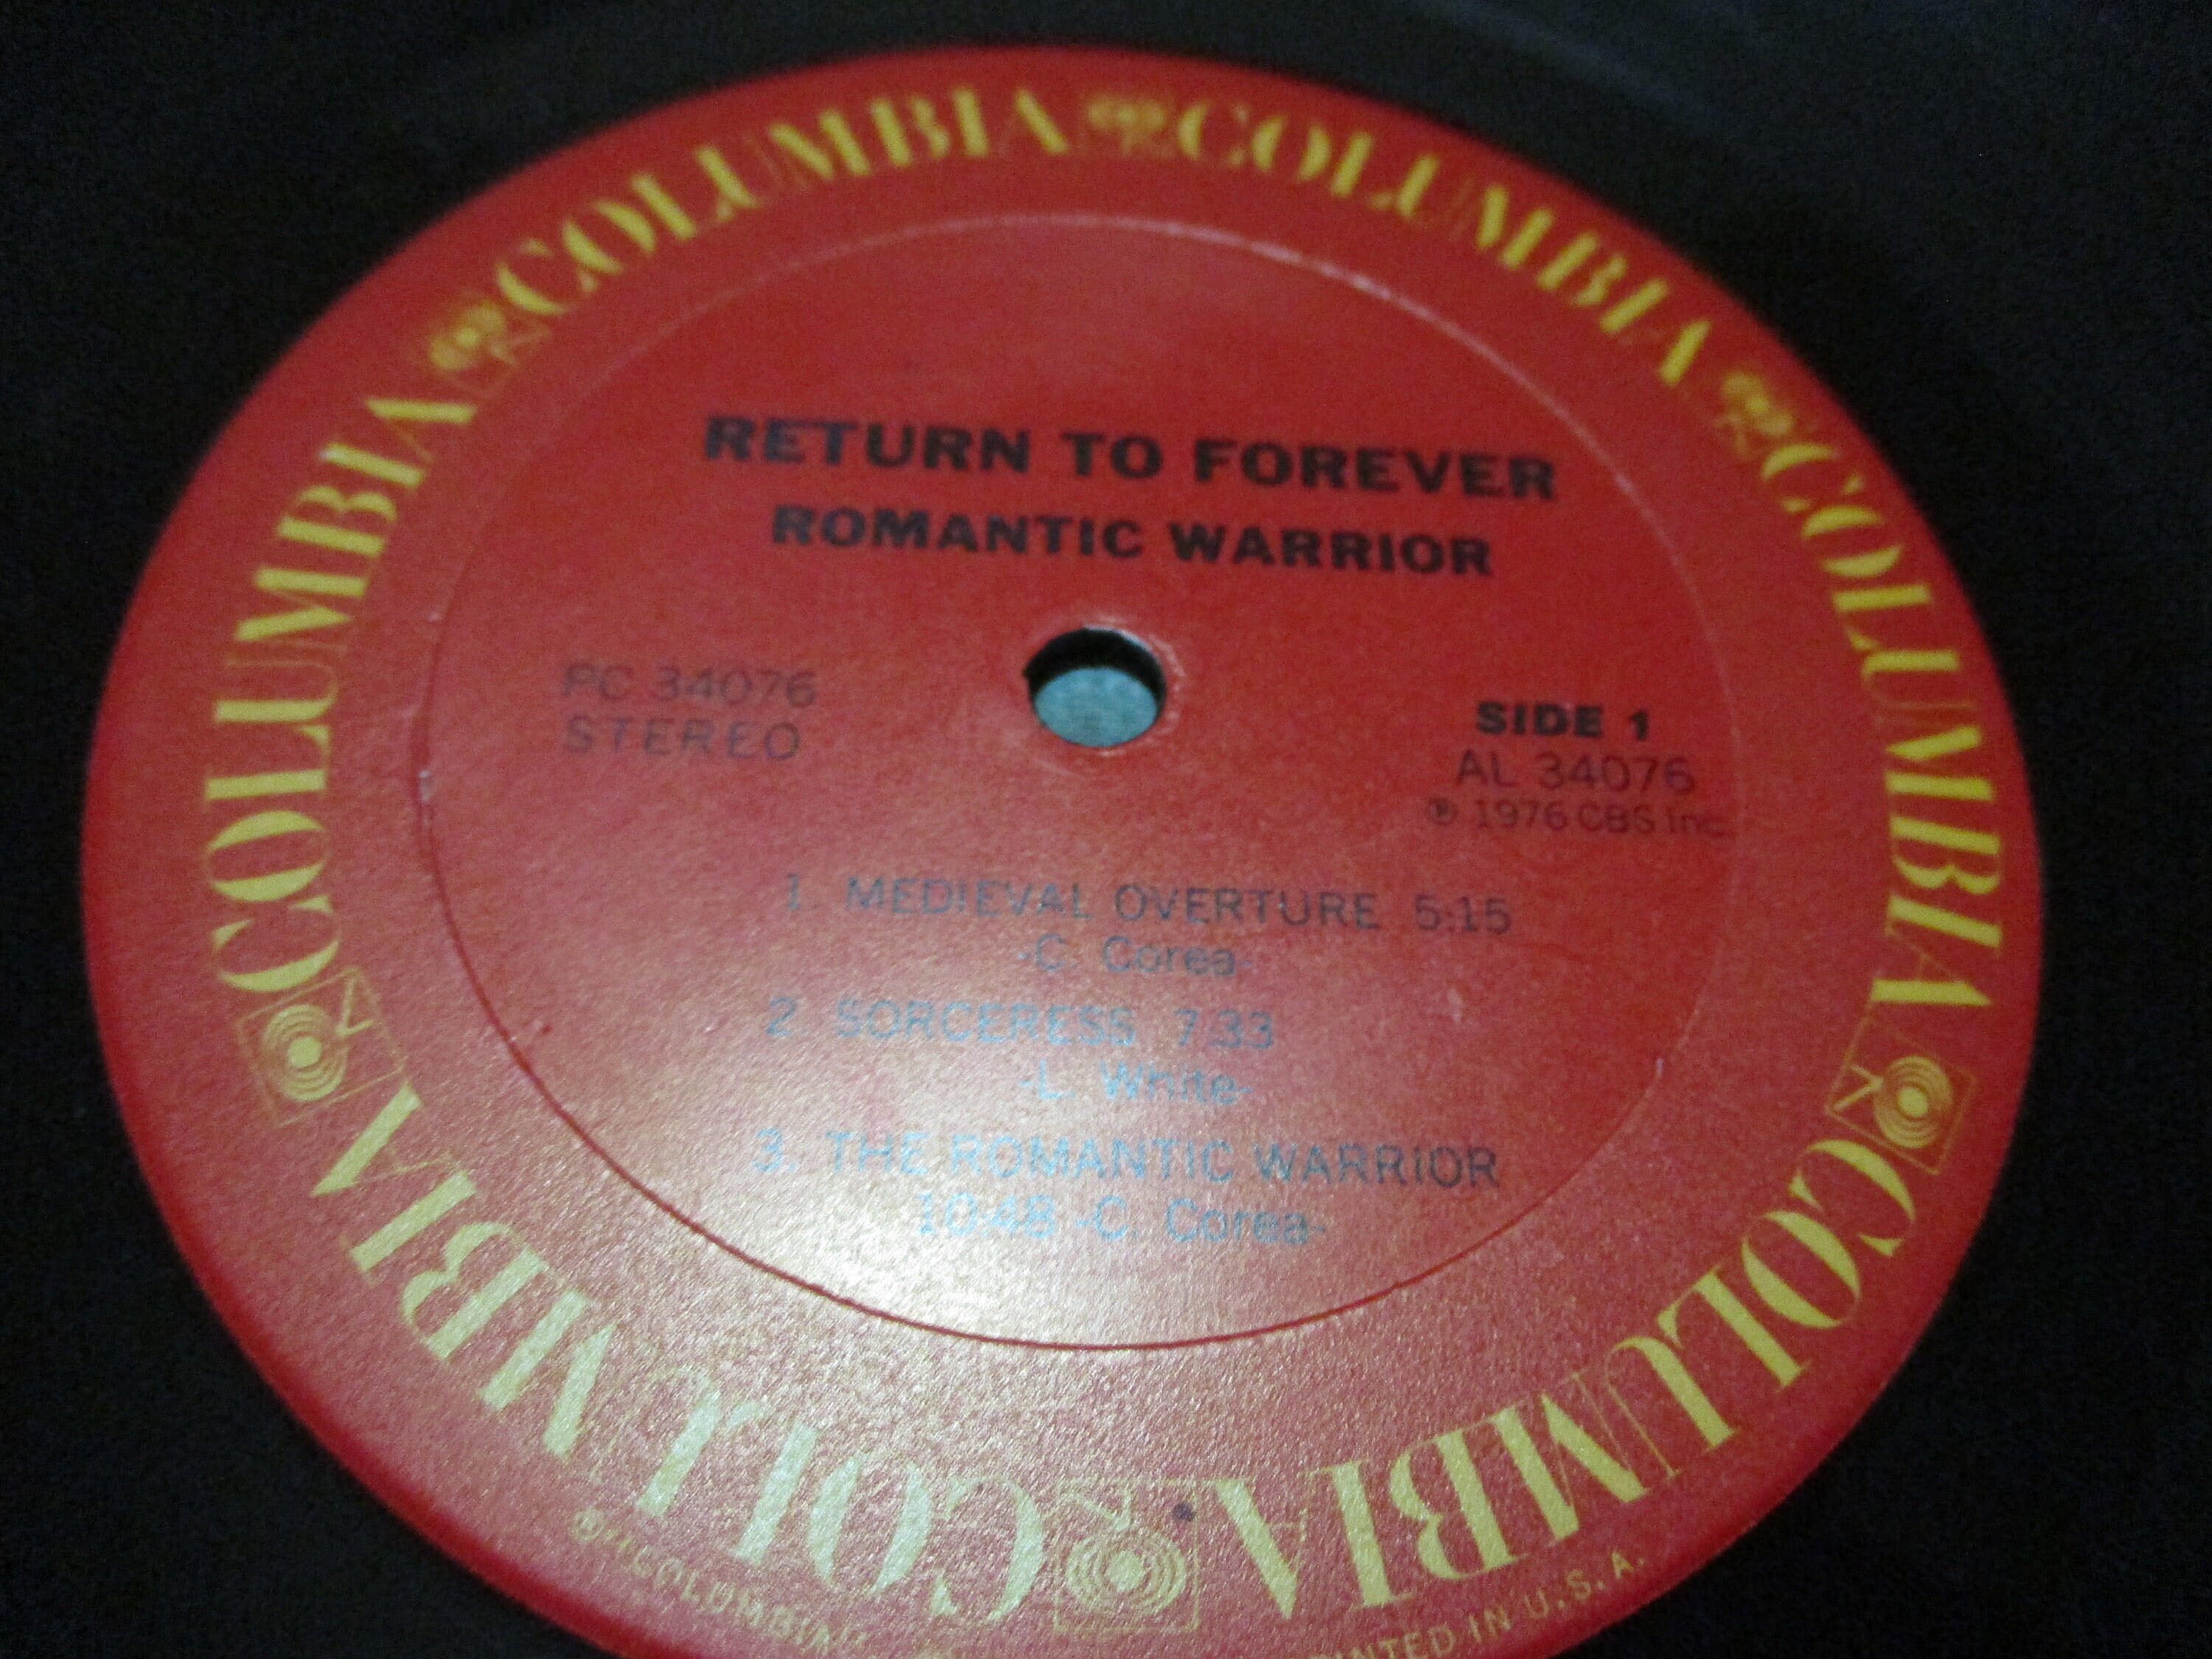 COLUMBIA COLUMBIA COLUMBIA COLUMBIA COLUMBIA COLUMBIA
RETURN TO FOREVER
ROMANTIC WARRIOR
PC 34076
STEREO
SIDE 1
AL 34076
℗ 1976 CBS Inc.
1. MEDIEVAL OVERTURE 5:15
-C. Corea-
2. SORCERESS 7:33
-L. White-
3. THE ROMANTIC WARRIOR
10:48 -C. Corea-
® "COLUMBIA"
PRINTED IN U.S.A.